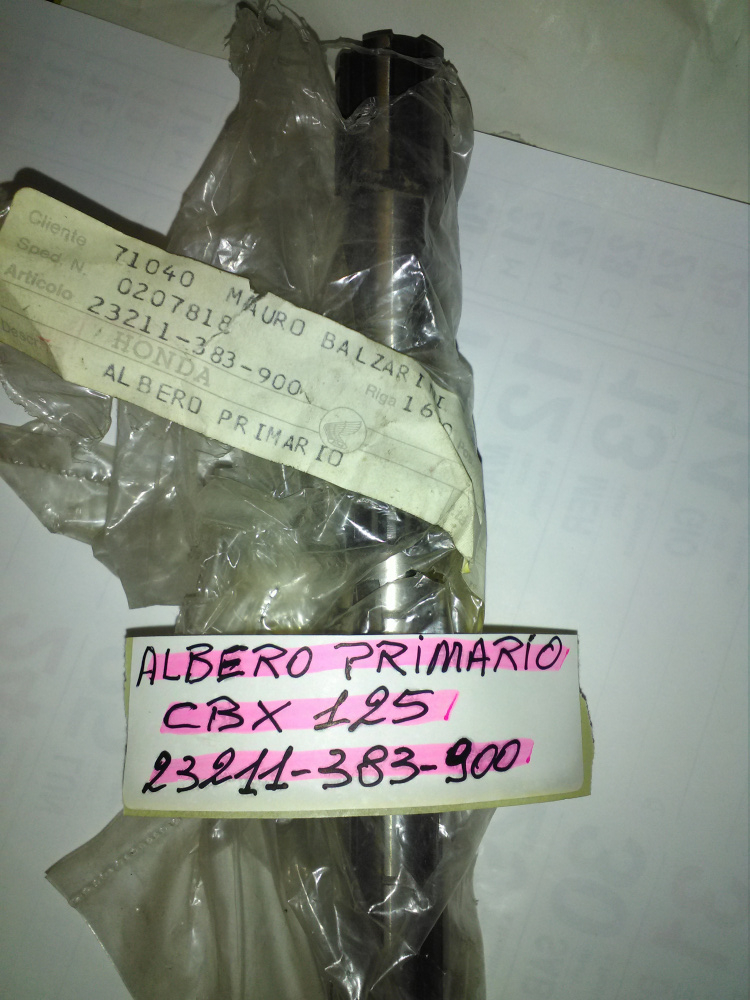 Cliente 71040 MAURO BALZARINI
Sped. N. 0207818
Articolo 23211-383-900 Riga 16
HONDA
ALBERO PRIMARIO
ALBERO PRIMARIO
CBX 125
23211-383-900